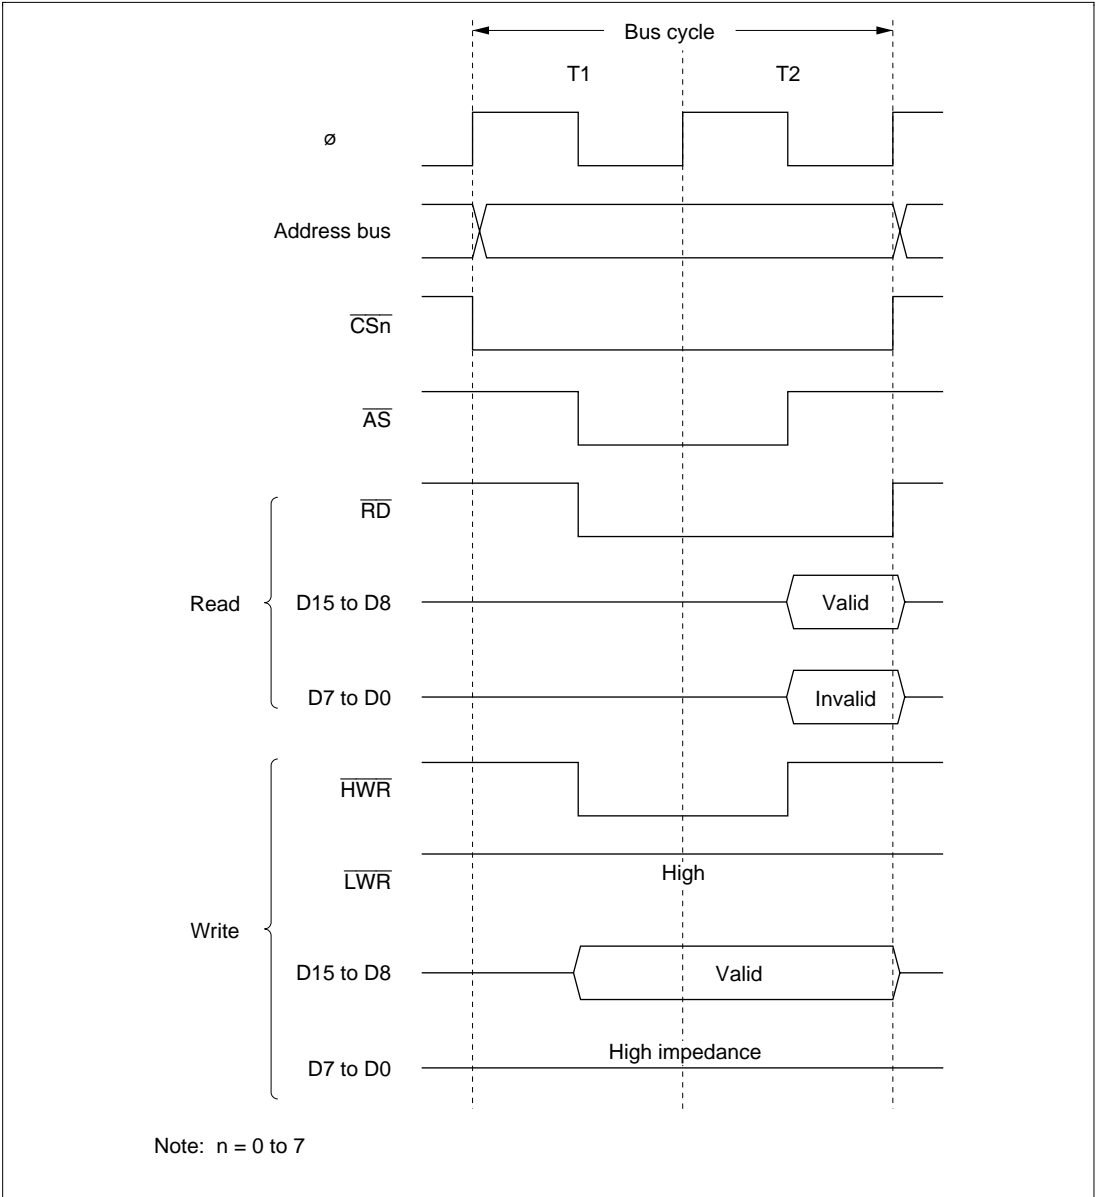 Bus cycle
T1 T2
ø
Address bus
CSn
AS
RD
Read D15 to D8 Valid
D7 to D0 Invalid
HWR
LWR High
Write
D15 to D8 Valid
D7 to D0 High impedance
Note: n = 0 to 7